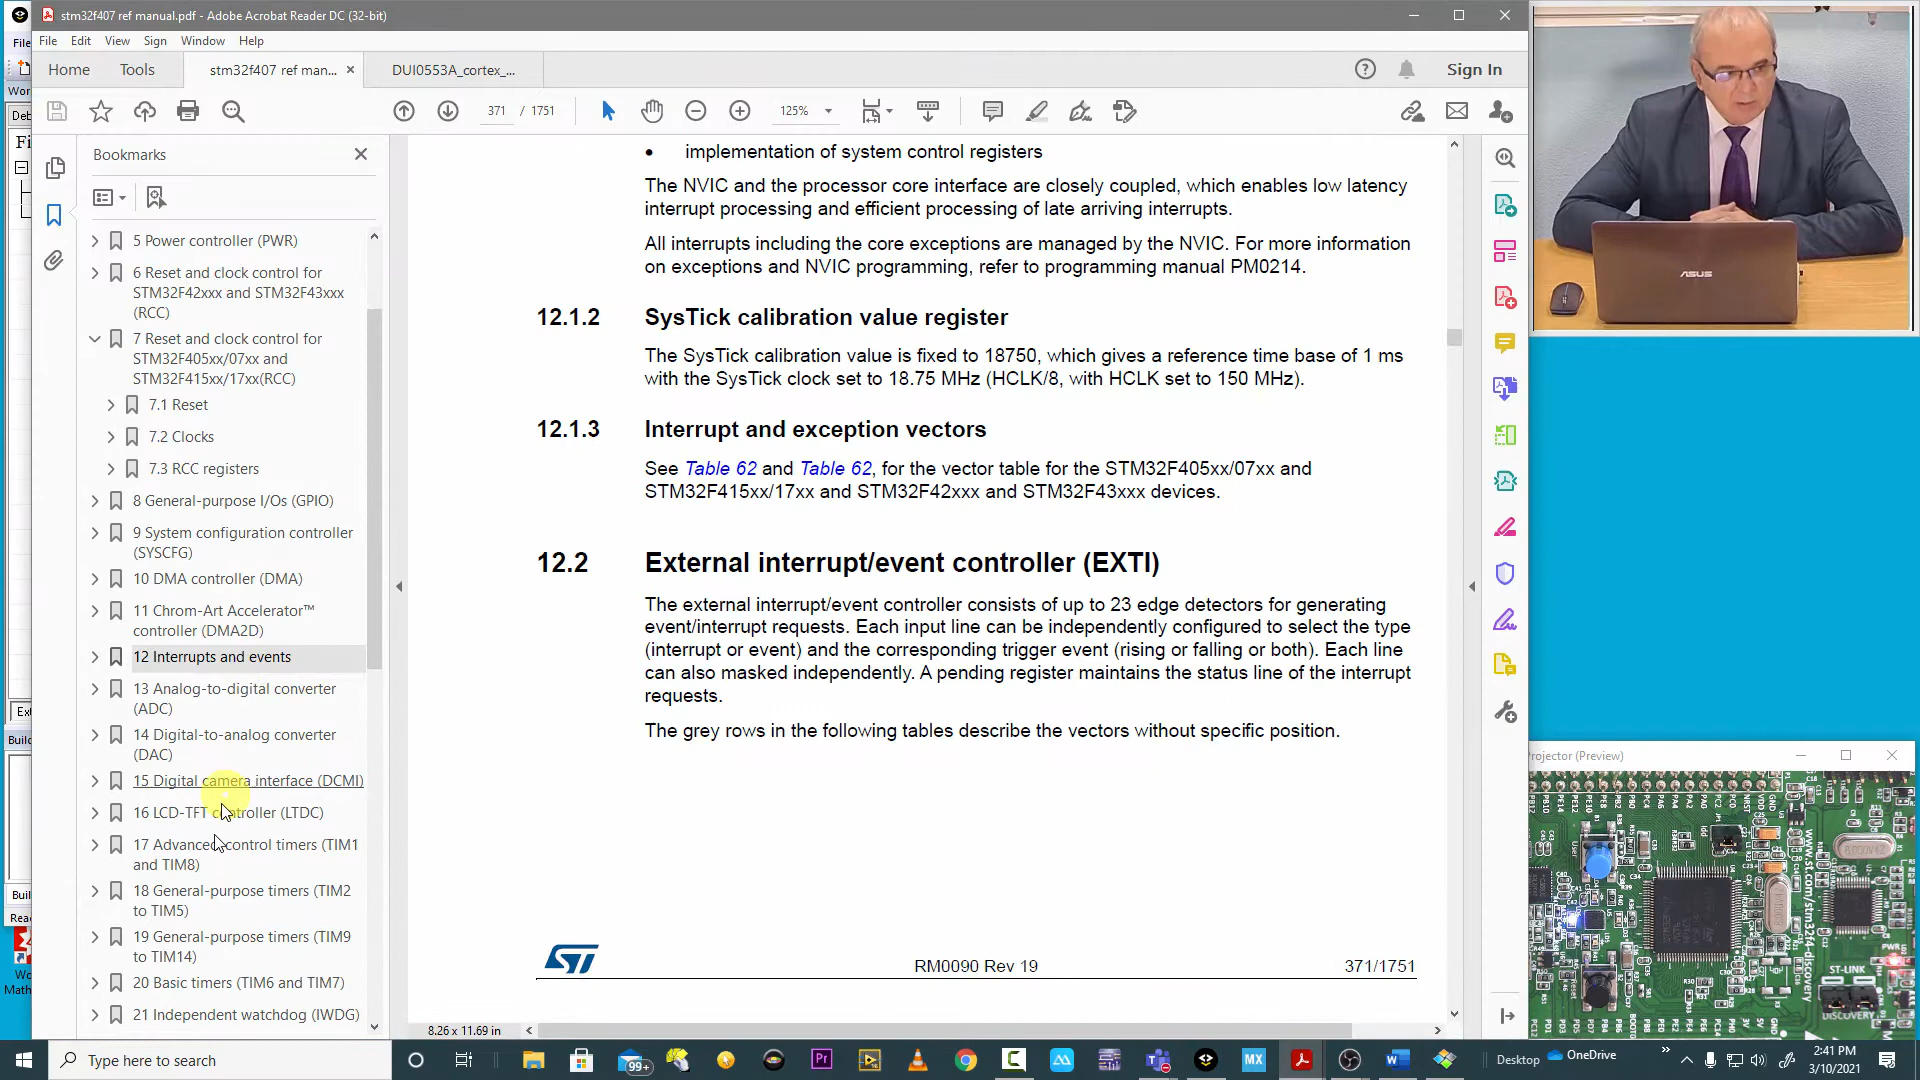 stm32f407 ref manual.pdf - Adobe Acrobat Reader DC (32-bit)
File Edit View Sign Window Help
Home Tools stm32f407 ref man... DUI0553A_cortex_... Sign In
371 / 1751 125%
Bookmarks
5 Power controller (PWR)
6 Reset and clock control for
STM32F42xxx and STM32F43xxx
(RCC)
7 Reset and clock control for
STM32F405xx/07xx and
STM32F415xx/17xx(RCC)
7.1 Reset
7.2 Clocks
7.3 RCC registers
8 General-purpose I/Os (GPIO)
9 System configuration controller
(SYSCFG)
10 DMA controller (DMA)
11 Chrom-Art Accelerator™
controller (DMA2D)
12 Interrupts and events
13 Analog-to-digital converter
(ADC)
14 Digital-to-analog converter
(DAC)
15 Digital camera interface (DCMI)
16 LCD-TFT controller (LTDC)
17 Advanced-control timers (TIM1
and TIM8)
18 General-purpose timers (TIM2
to TIM5)
19 General-purpose timers (TIM9
to TIM14)
20 Basic timers (TIM6 and TIM7)
21 Independent watchdog (IWDG)
• implementation of system control registers
The NVIC and the processor core interface are closely coupled, which enables low latency
interrupt processing and efficient processing of late arriving interrupts.
All interrupts including the core exceptions are managed by the NVIC. For more information
on exceptions and NVIC programming, refer to programming manual PM0214.
12.1.2 SysTick calibration value register
The SysTick calibration value is fixed to 18750, which gives a reference time base of 1 ms
with the SysTick clock set to 18.75 MHz (HCLK/8, with HCLK set to 150 MHz).
12.1.3 Interrupt and exception vectors
See Table 62 and Table 62, for the vector table for the STM32F405xx/07xx and
STM32F415xx/17xx and STM32F42xxx and STM32F43xxx devices.
12.2 External interrupt/event controller (EXTI)
The external interrupt/event controller consists of up to 23 edge detectors for generating
event/interrupt requests. Each input line can be independently configured to select the type
(interrupt or event) and the corresponding trigger event (rising or falling or both). Each line
can also masked independently. A pending register maintains the status line of the interrupt
requests.
The grey rows in the following tables describe the vectors without specific position.
ST
RM0090 Rev 19 371/1751
8.26 x 11.69 in
ASUS
Projector (Preview)
www.st.com/stm32f4-discovery
User
Reset
PWR
ST-LINK
DISCOVERY
Type here to search
99+
Pr
MX
Desktop
OneDrive
2:41 PM
3/10/2021